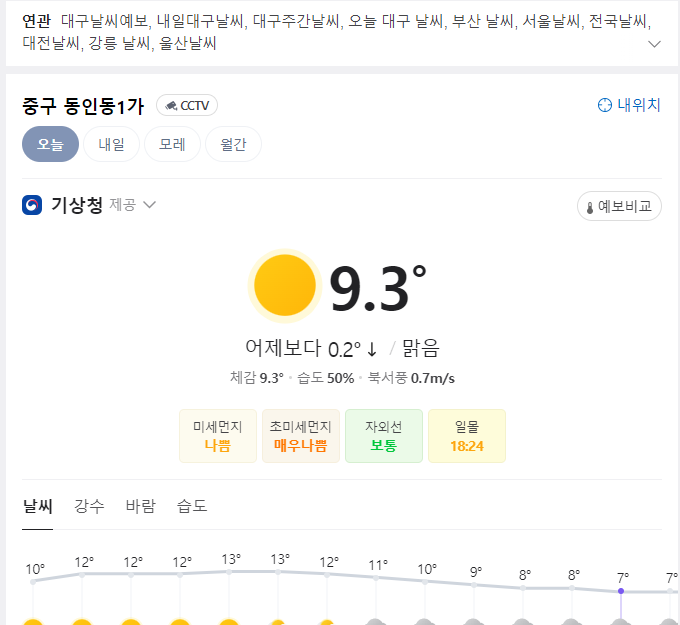 연관 대구날씨예보, 내일대구날씨, 대구주간날씨, 오늘 대구 날씨, 부산 날씨, 서울날씨, 전국날씨,
대전날씨, 강릉 날씨, 울산날씨
중구 동인동1가 CCTV 내위치
오늘 내일 모레 월간
기상청 제공 예보비교
9.3°
어제보다 0.2° ↓ / 맑음
체감 9.3° · 습도 50% · 북서풍 0.7m/s
미세먼지 초미세먼지 자외선 일몰
나쁨 매우나쁨 보통 18:24
날씨 강수 바람 습도
10° 12° 12° 12° 13° 13° 12° 11° 10° 9° 8° 8° 7° 7°